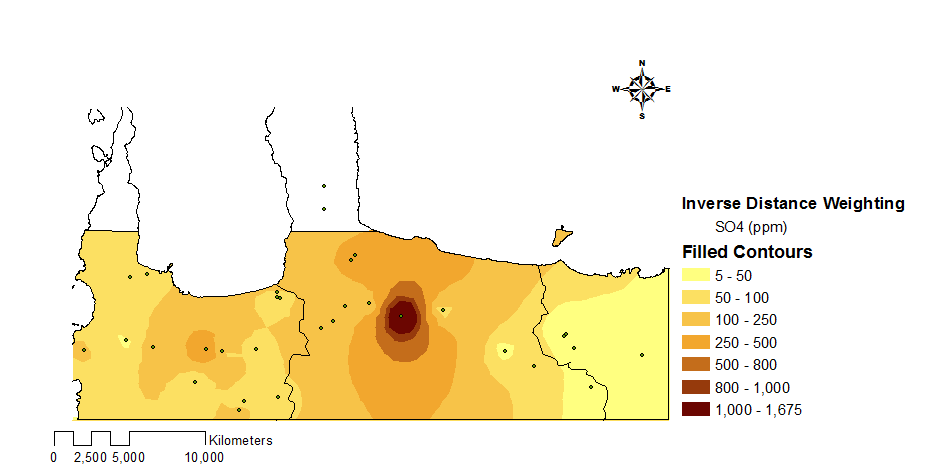 N
W E
S
Inverse Distance Weighting
SO4 (ppm)
Filled Contours
5 - 50
50 - 100
100 - 250
250 - 500
500 - 800
800 - 1,000
1,000 - 1,675
Kilometers
0 2,500 5,000 10,000